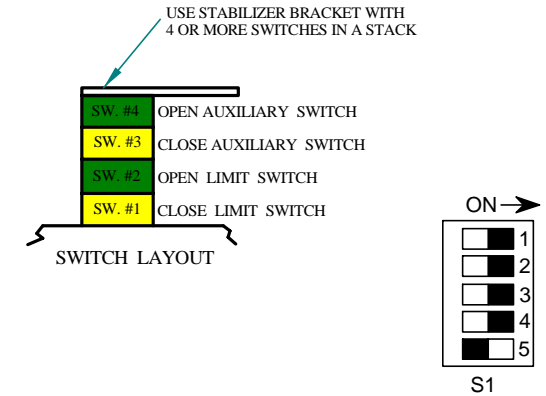 USE STABILIZER BRACKET WITH
4 OR MORE SWITCHES IN A STACK
SW. #4 OPEN AUXILIARY SWITCH
SW. #3 CLOSE AUXILIARY SWITCH
SW. #2 OPEN LIMIT SWITCH
SW. #1 CLOSE LIMIT SWITCH
SWITCH LAYOUT
ON
1
2
3
4
5
S1